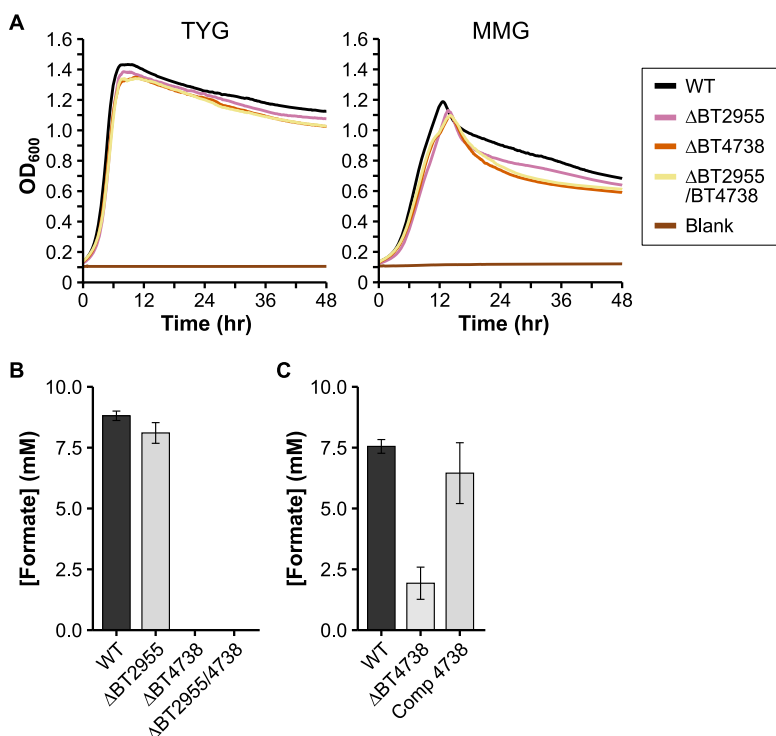 A
TYG
MMG
1.6
1.4
1.2
1.0
0.8
0.6
0.4
0.2
0
OD600
0
12
24
36
48
Time (hr)
1.6
1.4
1.2
1.0
0.8
0.6
0.4
0.2
0
0
12
24
36
48
Time (hr)
WT
ΔBT2955
ΔBT4738
ΔBT2955
/BT4738
Blank
B
10.0
7.5
5.0
2.5
0.0
[Formate] (mM)
WT
ΔBT2955
ΔBT4738
ΔBT2955/4738
C
10.0
7.5
5.0
2.5
0.0
[Formate] (mM)
WT
ΔBT4738
Comp 4738